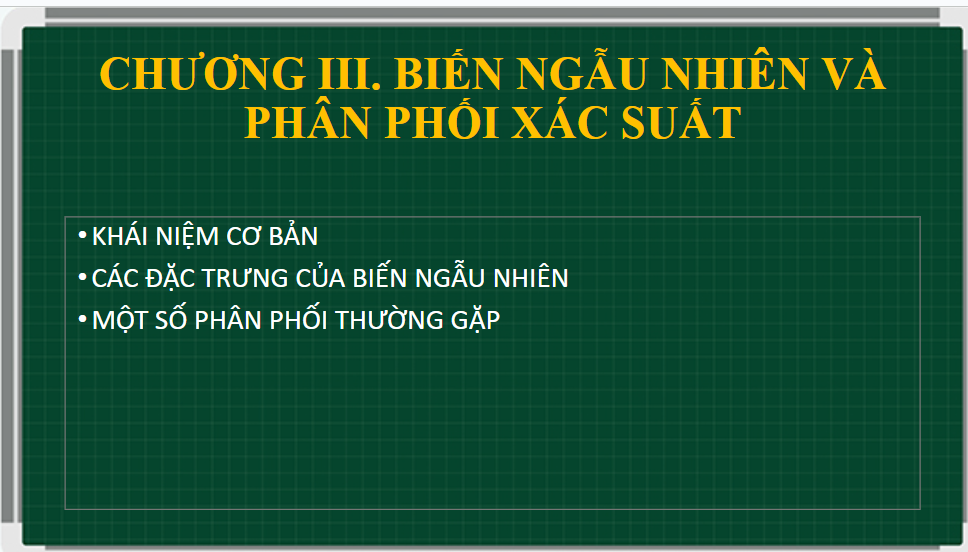 CHƯƠNG III. BIẾN NGẪU NHIÊN VÀ
PHÂN PHỐI XÁC SUẤT
•KHÁI NIỆM CƠ BẢN
•CÁC ĐẶC TRƯNG CỦA BIẾN NGẪU NHIÊN
•MỘT SỐ PHÂN PHỐI THƯỜNG GẶP